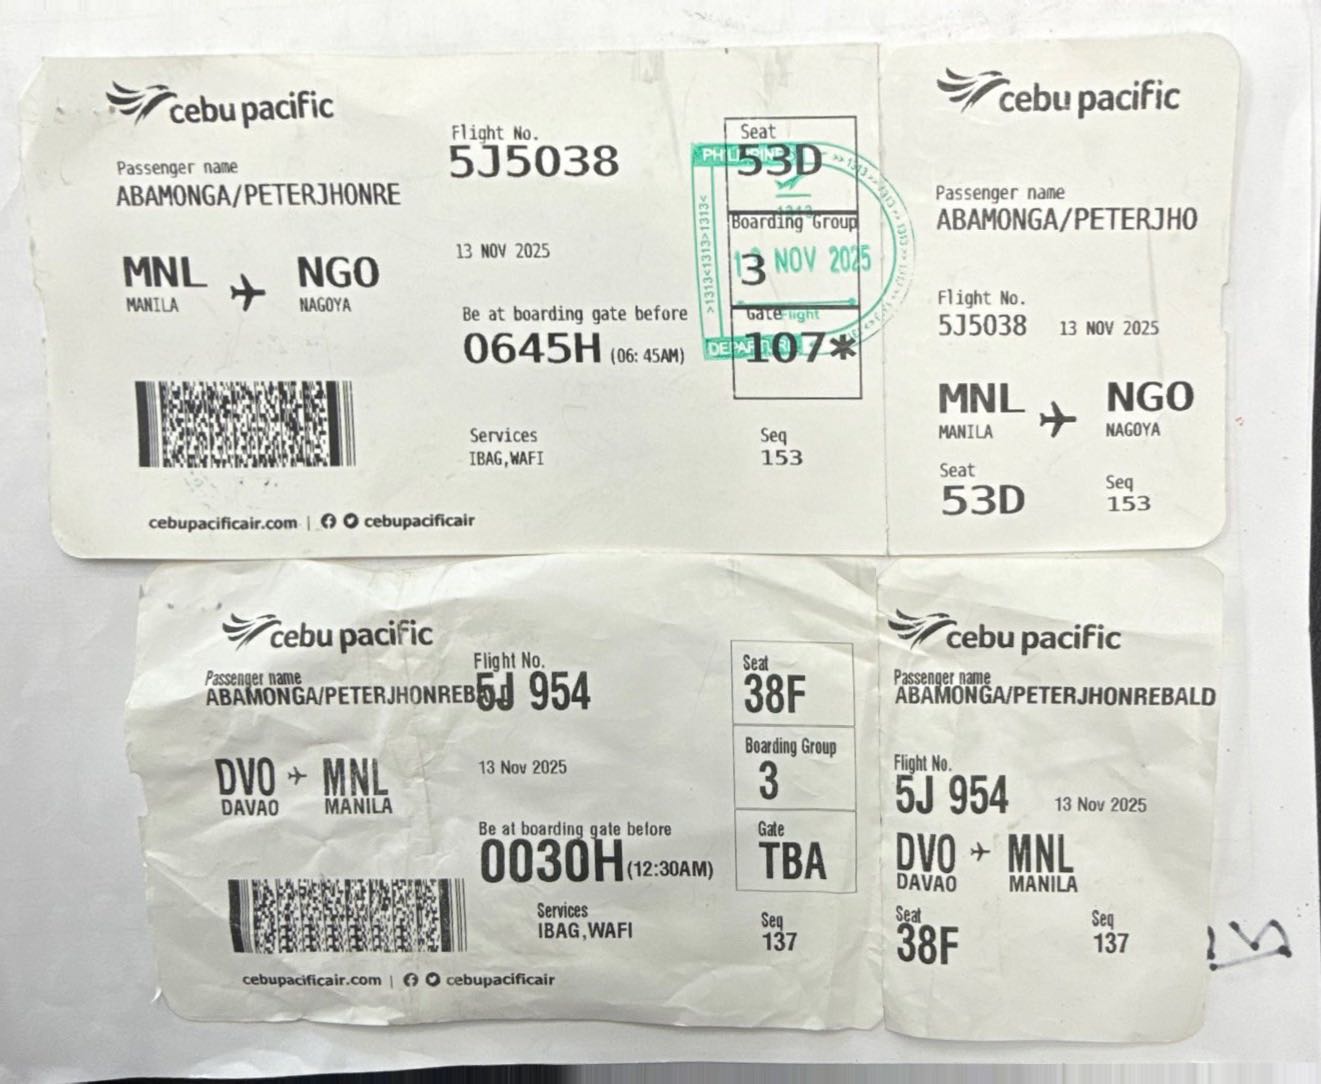 cebu pacific
Passenger name
ABAMONGA/PETERJHONRE
MNL NGO
MANILA NAGOYA
cebupacificair.com | cebupacificair
Flight No.
5J5038
13 NOV 2025
Be at boarding gate before
0645H (06: 45AM)
Services
IBAG,WAFI
Seat
53D
Boarding Group
3
NOV 2025
Gate
107*
DEPARTURE
Seq
153
cebu pacific
Passenger name
ABAMONGA/PETERJHO
Flight No.
5J5038 13 NOV 2025
MNL NGO
MANILA NAGOYA
Seat Seq
53D 153
cebu pacific
Passenger name
ABAMONGA/PETERJHONREB
DVO MNL
DAVAO MANILA
cebupacificair.com | cebupacificair
Flight No.
5J 954
13 Nov 2025
Be at boarding gate before
0030H (12:30AM)
Services
IBAG,WAFI
Seat
38F
Boarding Group
3
Gate
TBA
Seq
137
cebu pacific
Passenger name
ABAMONGA/PETERJHONREBALD
Flight No.
5J 954 13 Nov 2025
DVO MNL
DAVAO MANILA
Seat Seq
38F 137